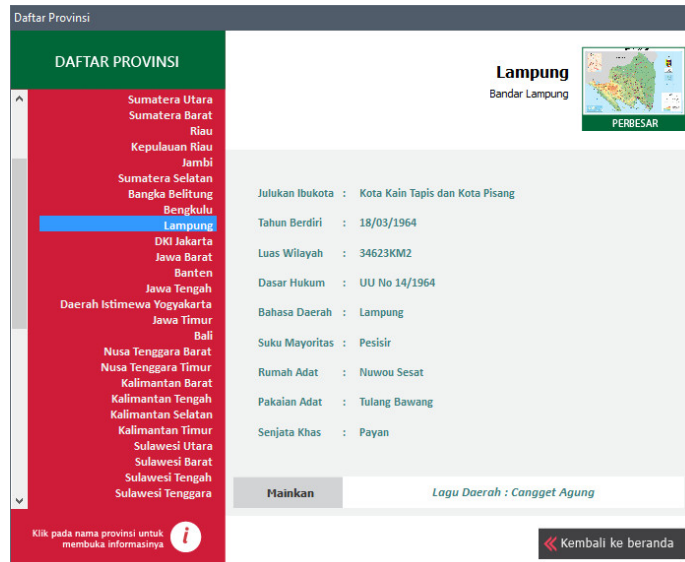 Daftar Provinsi
DAFTAR PROVINSI
Sumatera Utara
Sumatera Barat
Riau
Kepulauan Riau
Jambi
Sumatera Selatan
Bangka Belitung
Bengkulu
Lampung
DKI Jakarta
Jawa Barat
Banten
Jawa Tengah
Daerah Istimewa Yogyakarta
Jawa Timur
Bali
Nusa Tenggara Barat
Nusa Tenggara Timur
Kalimantan Barat
Kalimantan Tengah
Kalimantan Selatan
Kalimantan Timur
Sulawesi Utara
Sulawesi Barat
Sulawesi Tengah
Sulawesi Tenggara
Klik pada nama provinsi untuk
membuka informasinya
i
Lampung
Bandar Lampung
PERBESAR
Julukan Ibukota : Kota Kain Tapis dan Kota Pisang
Tahun Berdiri : 18/03/1964
Luas Wilayah : 34623KM2
Dasar Hukum : UU No 14/1964
Bahasa Daerah : Lampung
Suku Mayoritas : Pesisir
Rumah Adat : Nuwou Sesat
Pakaian Adat : Tulang Bawang
Senjata Khas : Payan
Mainkan
Lagu Daerah : Cangget Agung
Kembali ke beranda